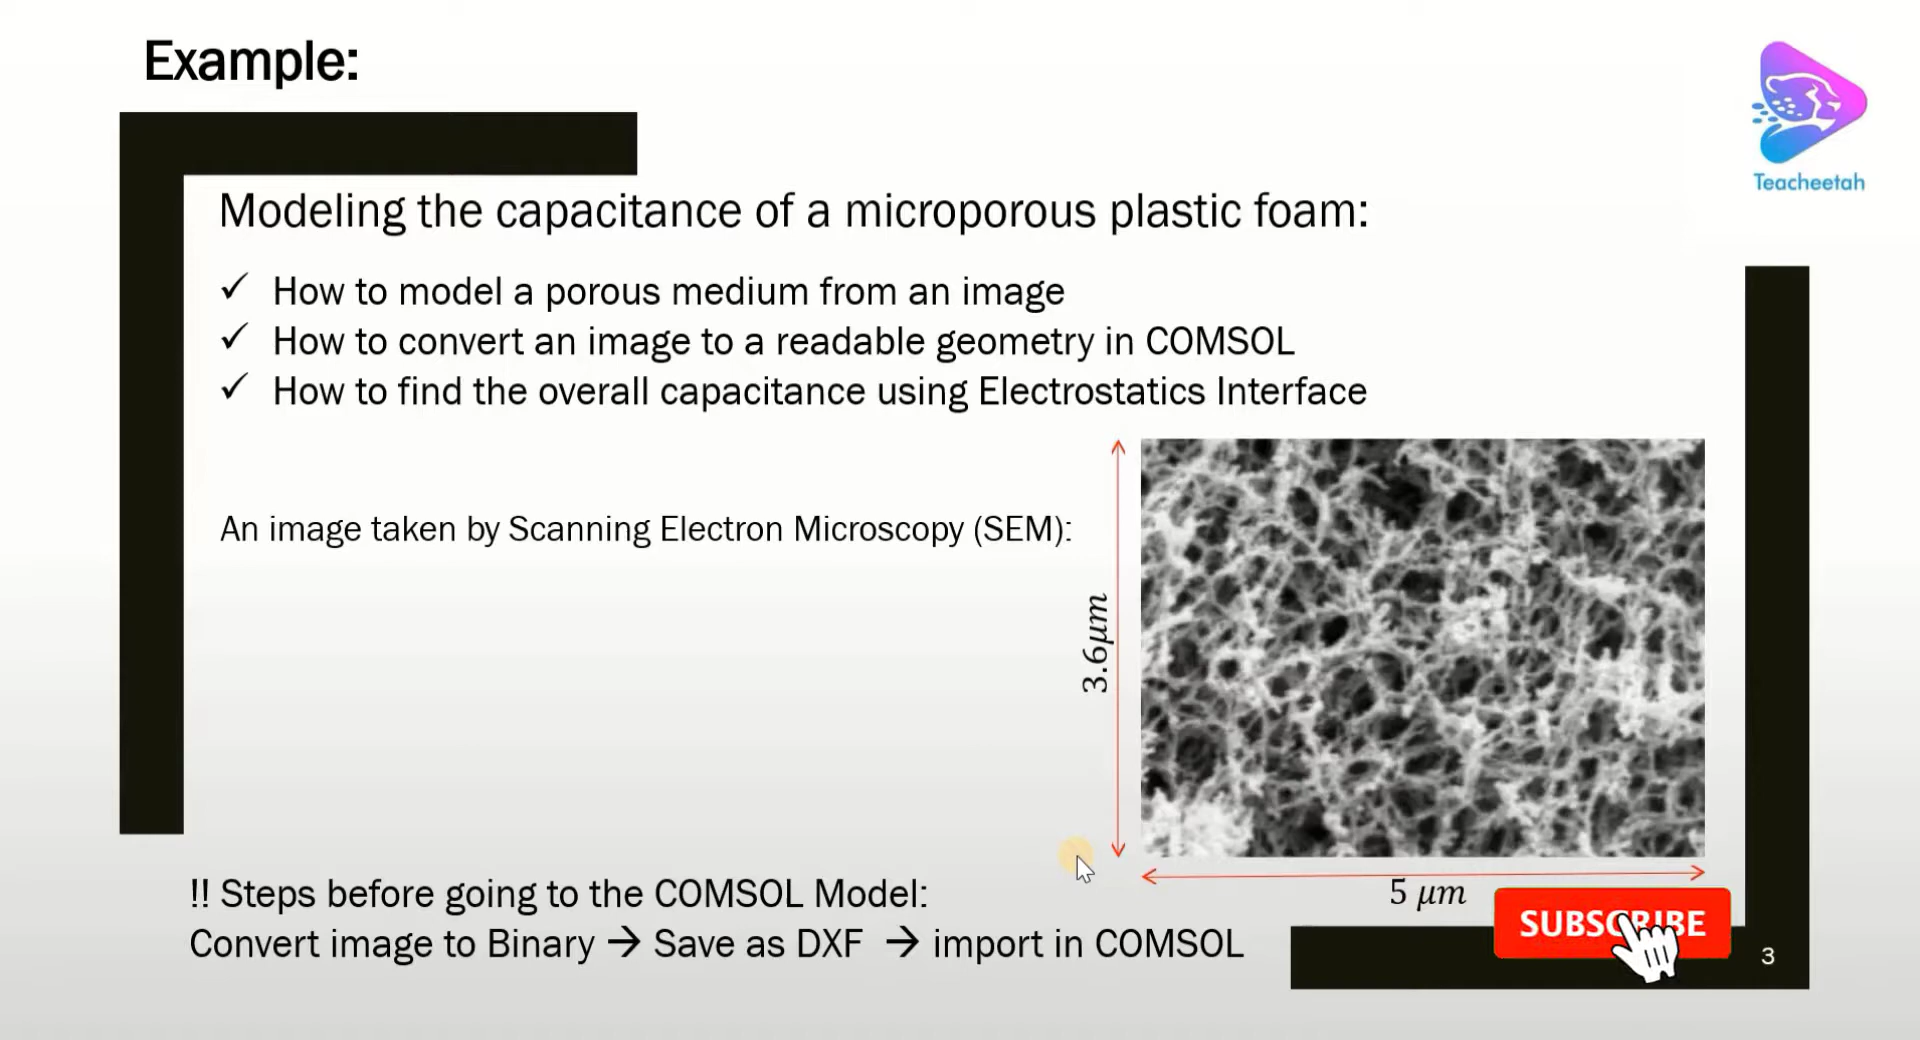 Example:
Teacheetah
Modeling the capacitance of a microporous plastic foam:
✓ How to model a porous medium from an image
✓ How to convert an image to a readable geometry in COMSOL
✓ How to find the overall capacitance using Electrostatics Interface
An image taken by Scanning Electron Microscopy (SEM):
3.6μm
5 μm
!! Steps before going to the COMSOL Model:
Convert image to Binary → Save as DXF → import in COMSOL
SUBSCRIBE
3